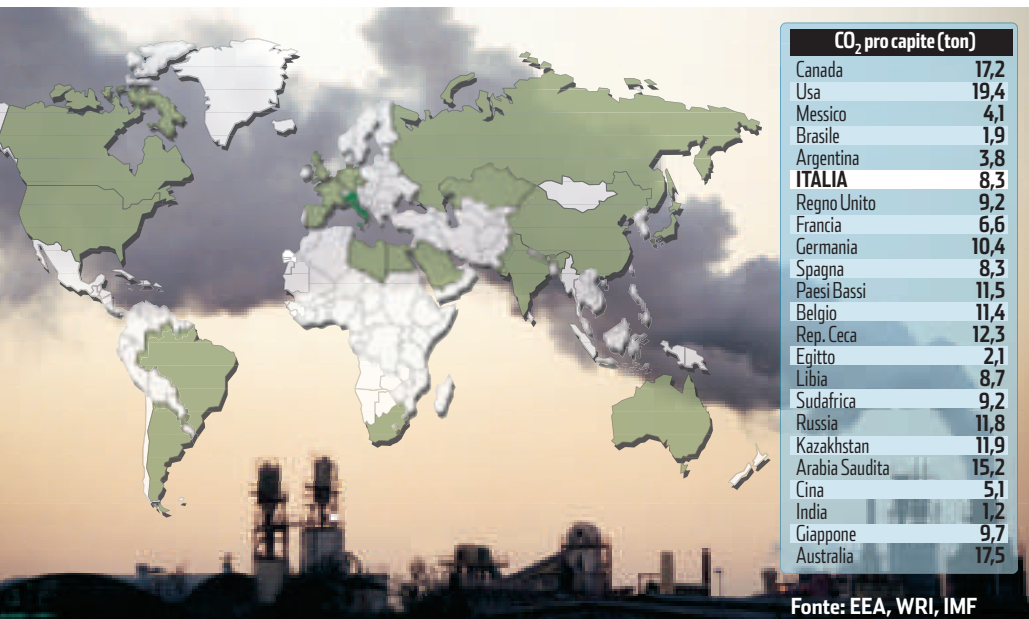 CO2 pro capite (ton)
Canada 17,2
Usa 19,4
Messico 4,1
Brasile 1,9
Argentina 3,8
ITALIA 8,3
Regno Unito 9,2
Francia 6,6
Germania 10,4
Spagna 8,3
Paesi Bassi 11,5
Belgio 11,4
Rep. Ceca 12,3
Egitto 2,1
Libia 8,7
Sudafrica 9,2
Russia 11,8
Kazakhstan 11,9
Arabia Saudita 15,2
Cina 5,1
India 1,2
Giappone 9,7
Australia 17,5
Fonte: EEA, WRI, IMF